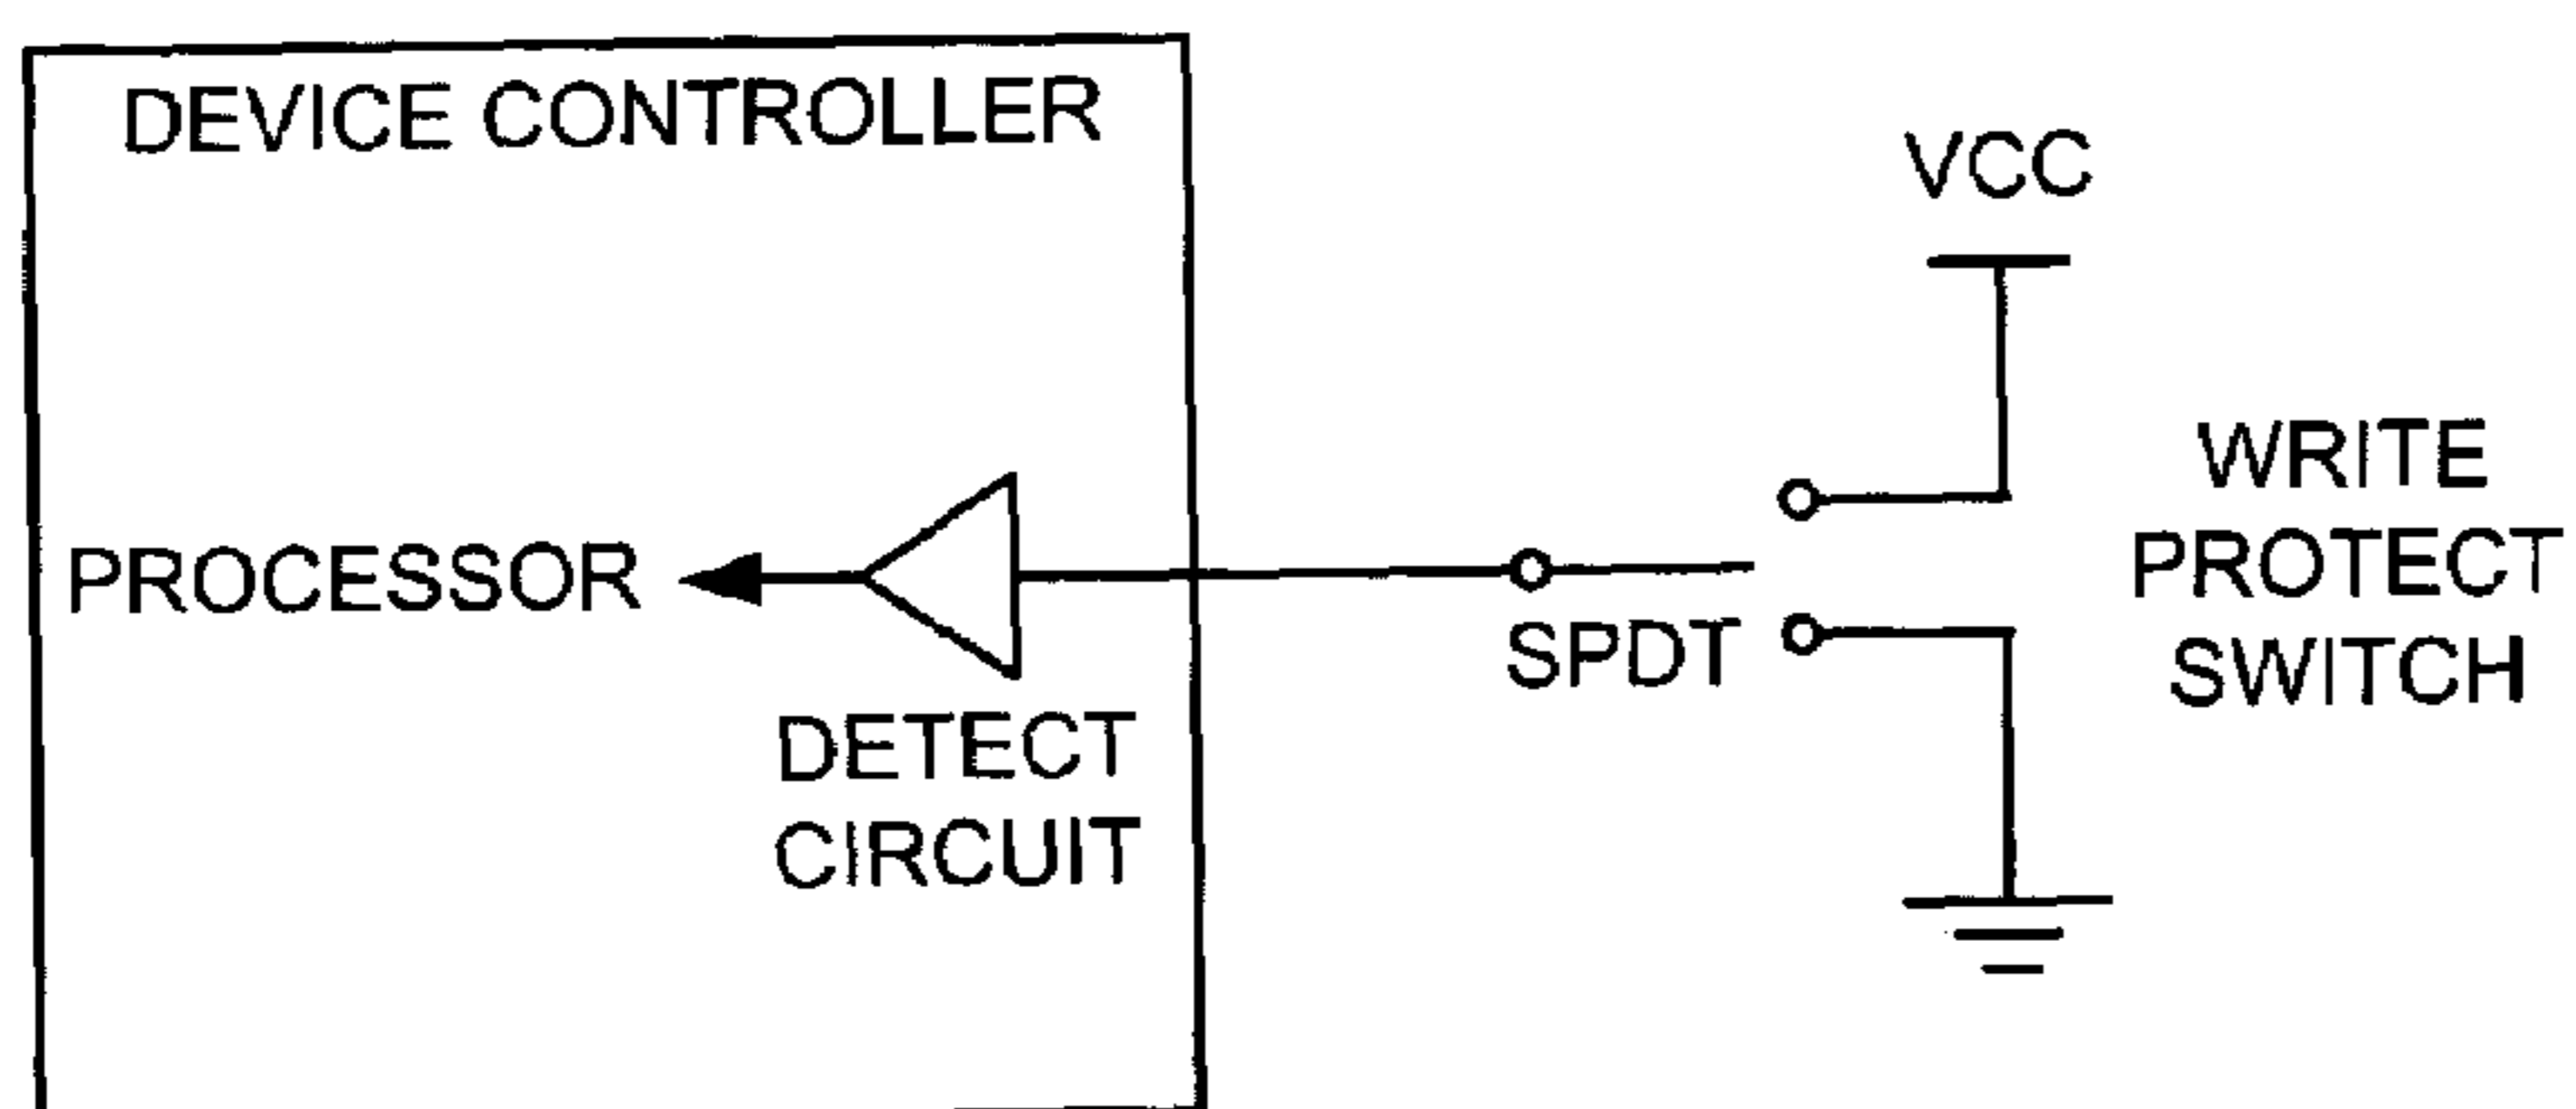 DEVICE CONTROLLER
VCC
WRITE
PROTECT
SWITCH
PROCESSOR
SPDT
DETECT
CIRCUIT